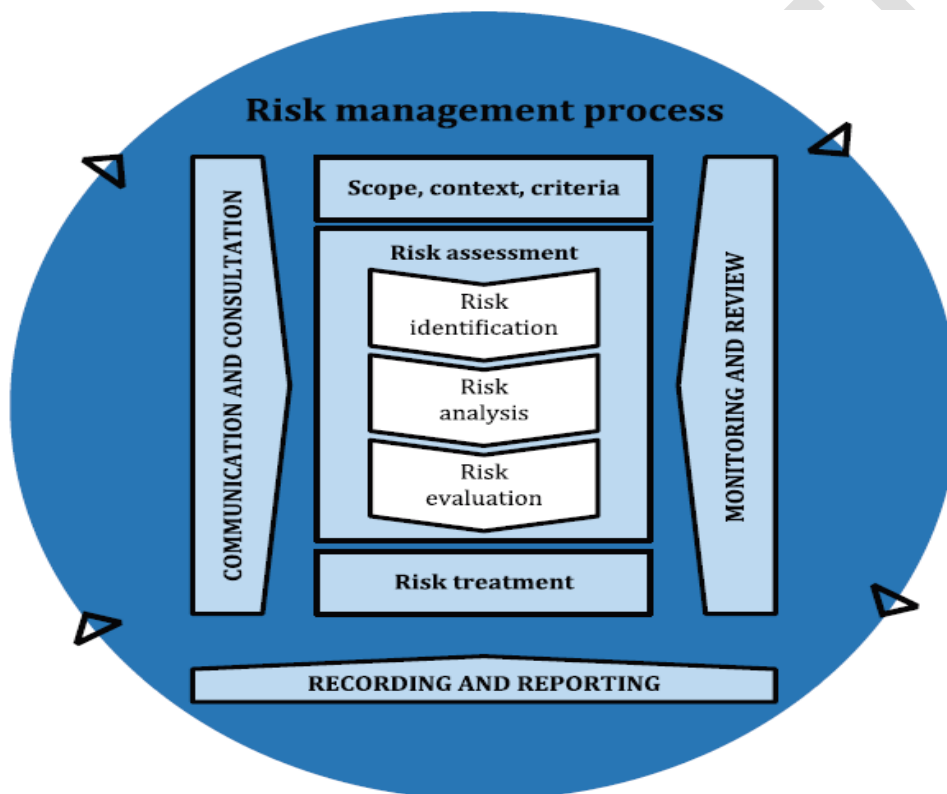 Risk management process
COMMUNICATION AND CONSULTATION
Scope, context, criteria
Risk assessment
Risk
identification
Risk
analysis
Risk
evaluation
Risk treatment
MONITORING AND REVIEW
RECORDING AND REPORTING